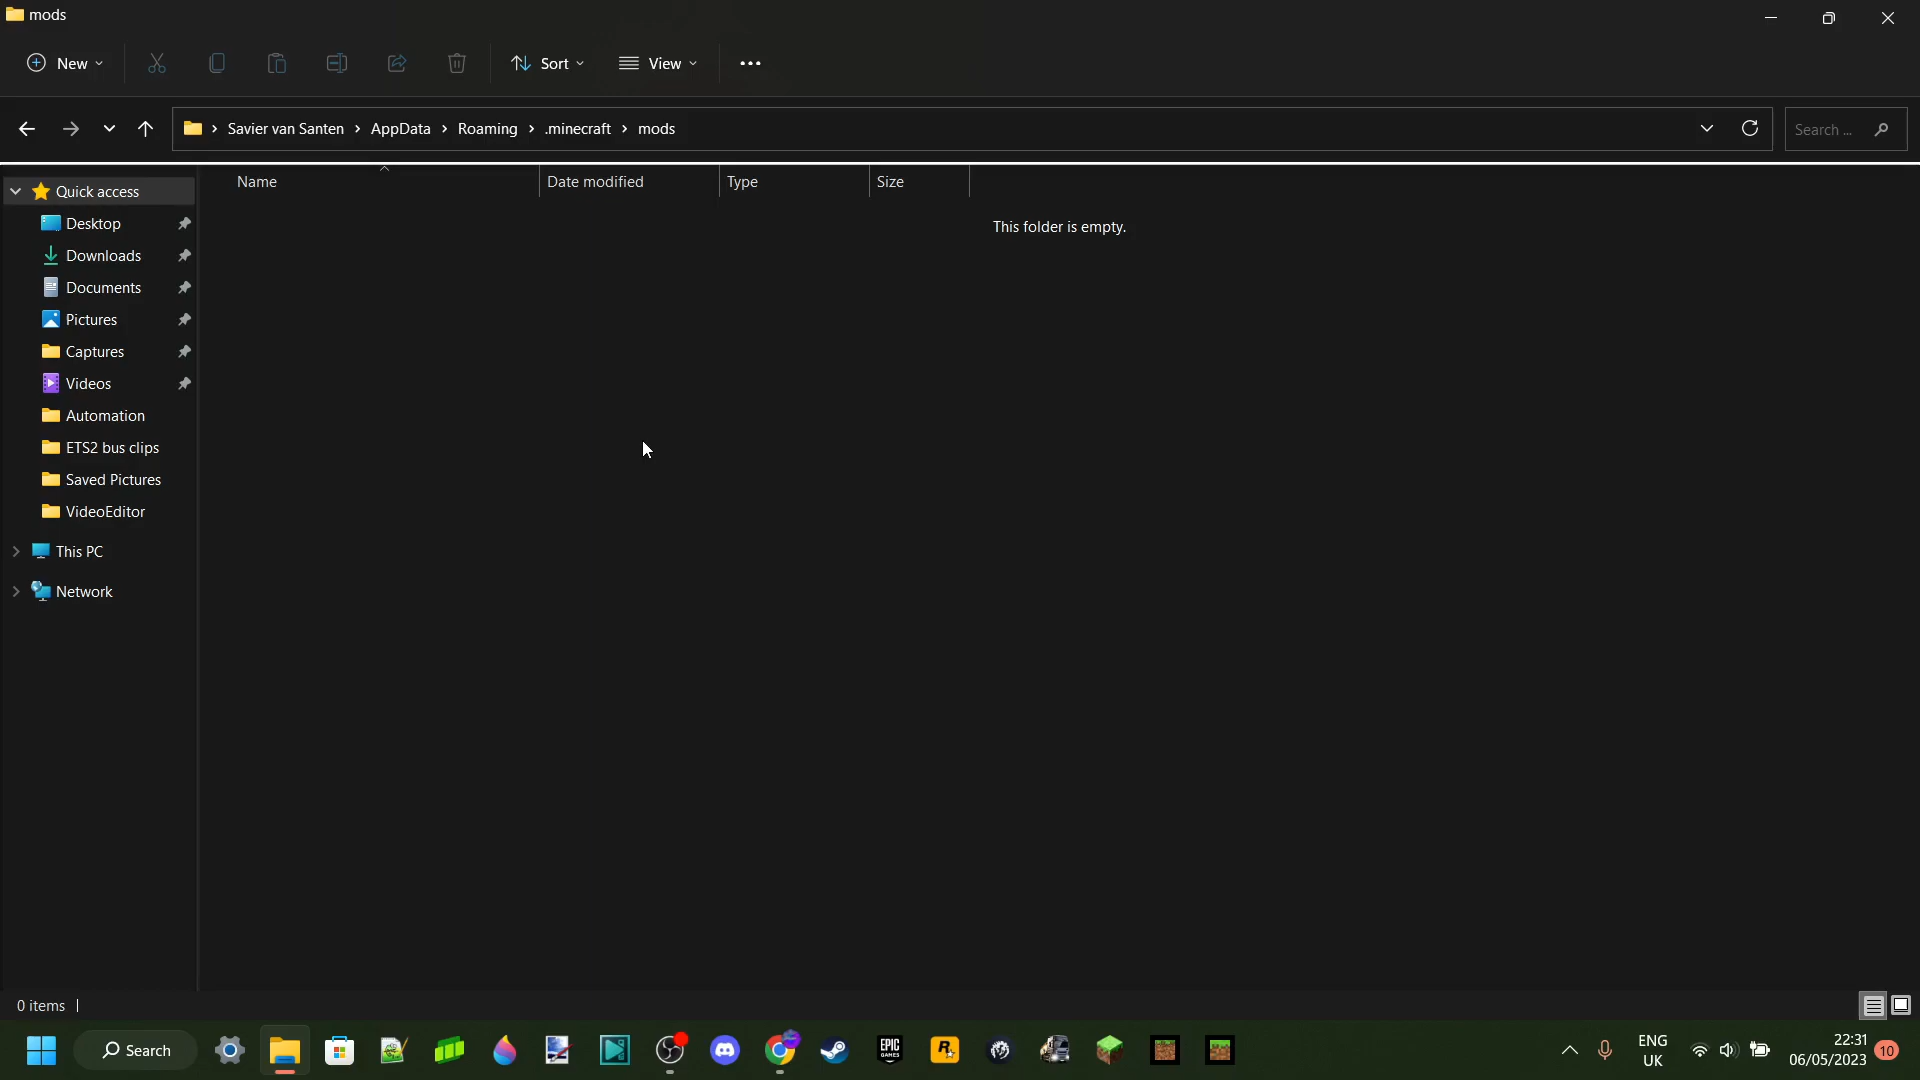 mods
New
Sort
View
Savier van Santen > AppData > Roaming > .minecraft > mods
Search ...
Name
Date modified
Type
Size
This folder is empty.
Quick access
Desktop
Downloads
Documents
Pictures
Captures
Videos
Automation
ETS2 bus clips
Saved Pictures
VideoEditor
This PC
Network
0 items
Search
EPIC
GAMES
R
ENG
UK
22:31
06/05/2023
10